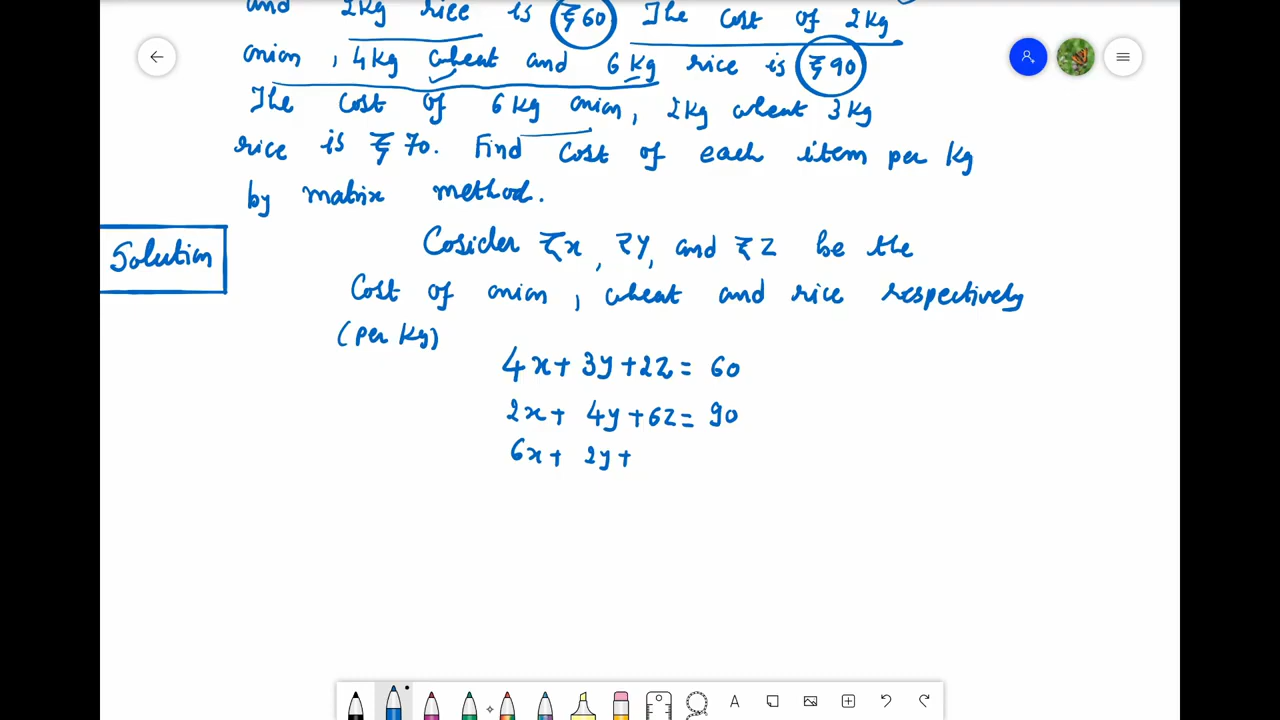 and 2Kg rice is ₹60 The cost of 2Kg
onion, 4Kg wheat and 6 Kg rice is ₹90
The cost of 6Kg onion, 2Kg wheat 3Kg
rice is ₹70. Find cost of each item per Kg
by matrix method.
Solution
Cosider ₹x, ₹y, and ₹z be the
Cost of onion, wheat and rice respectively
(per Kg)
4x+3y+2z= 60
2x+ 4y+6z= 90
6x+ 2y+
A